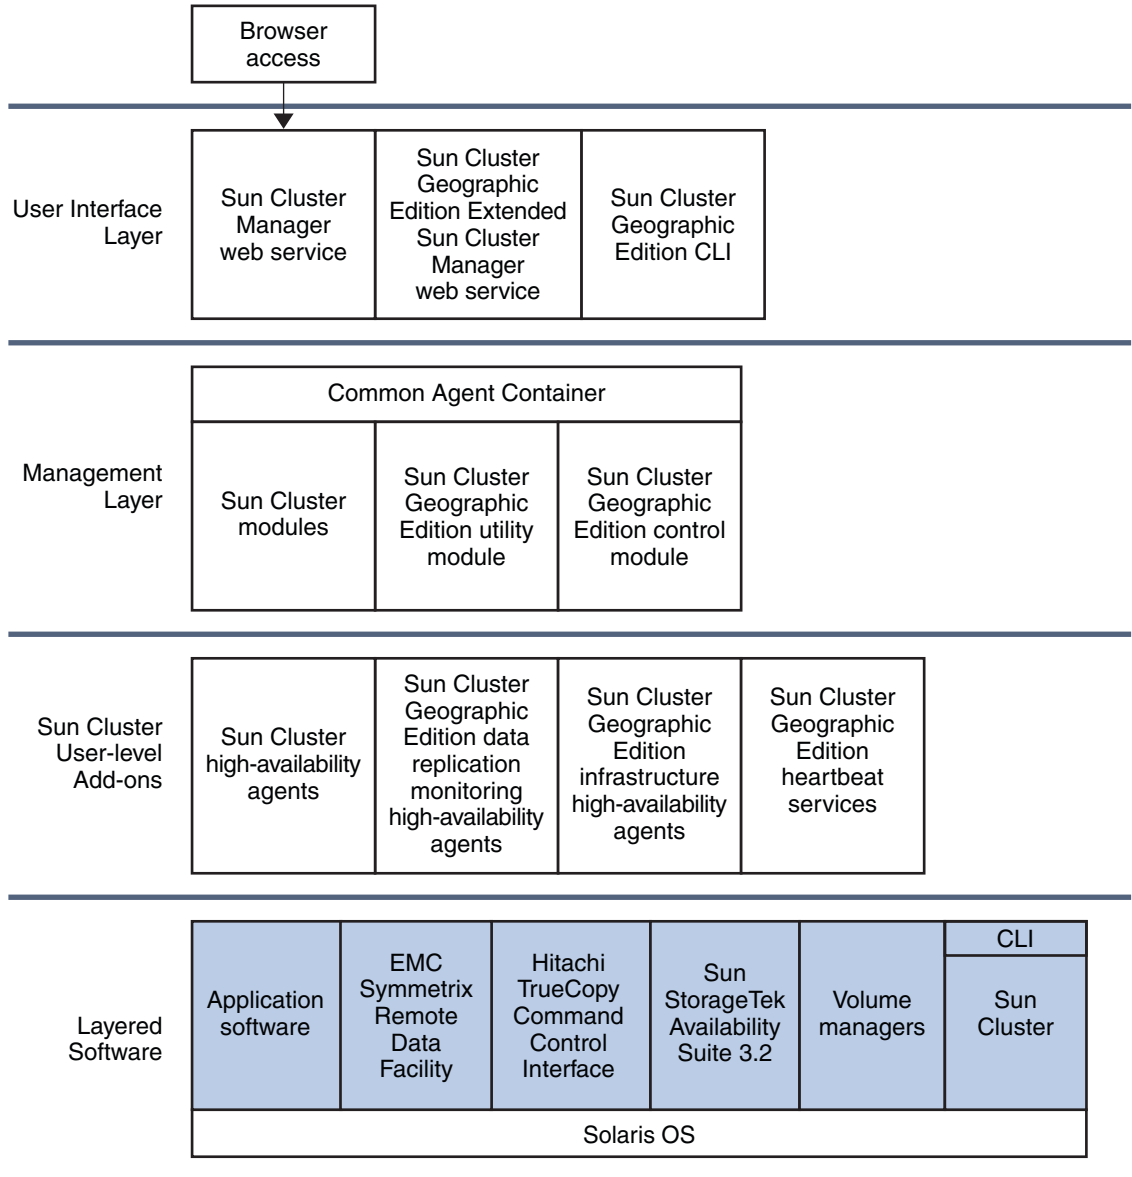 Browser
access
User Interface
Layer
Sun Cluster
Manager
web service
Sun Cluster
Geographic
Edition Extended
Sun Cluster
Manager
web service
Sun Cluster
Geographic
Edition CLI
Management
Layer
Common Agent Container
Sun Cluster
modules
Sun Cluster
Geographic
Edition utility
module
Sun Cluster
Geographic
Edition control
module
Sun Cluster
User-level
Add-ons
Sun Cluster
high-availability
agents
Sun Cluster
Geographic
Edition data
replication
monitoring
high-availability
agents
Sun Cluster
Geographic
Edition
infrastructure
high-availability
agents
Sun Cluster
Geographic
Edition
heartbeat
services
Layered
Software
Application
software
EMC
Symmetrix
Remote
Data
Facility
Hitachi
TrueCopy
Command
Control
Interface
Sun
StorageTek
Availability
Suite 3.2
Volume
managers
CLI
Sun
Cluster
Solaris OS